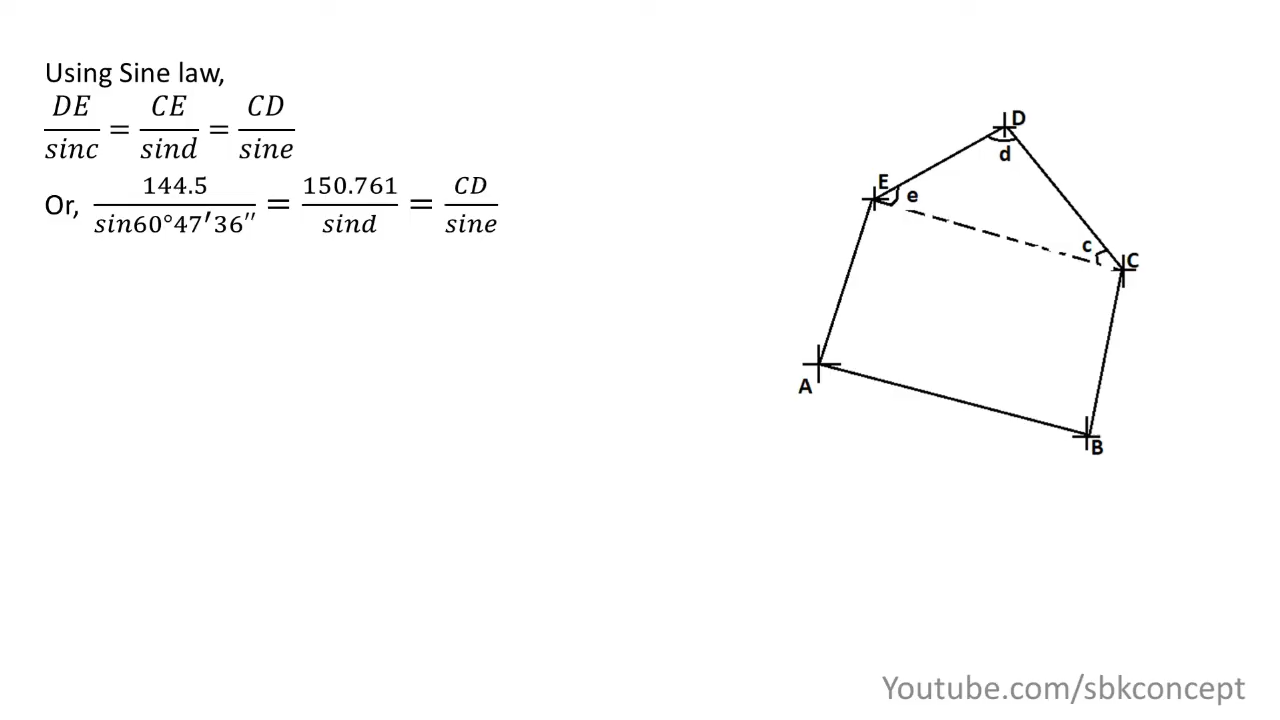 Using Sine law,
DE/sinc = CE/sind = CD/sine
Or, 144.5/sin60°47′36′′ = 150.761/sind = CD/sine
D
d
E
e
c
C
A
B
Youtube.com/sbkconcept